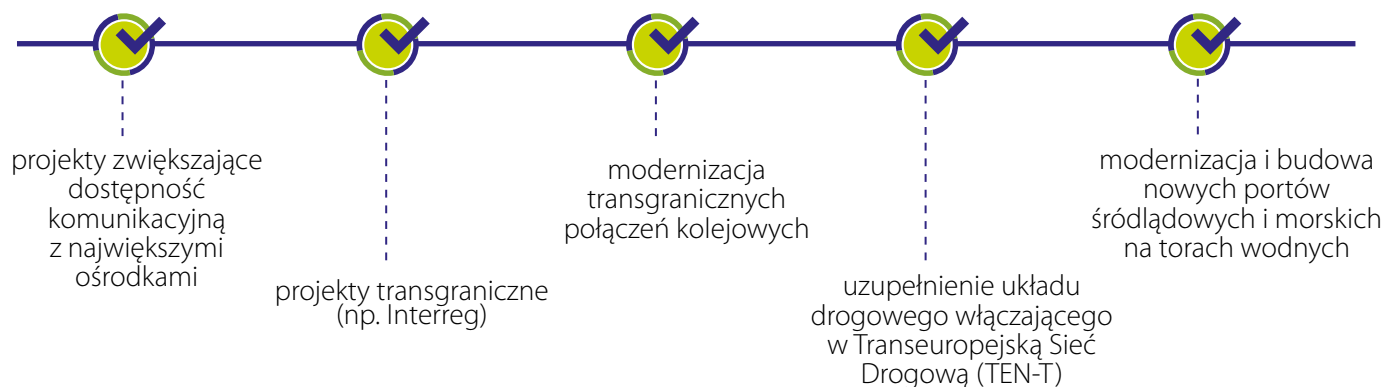 projekty zwiększające
dostępność
komunikacyjną
z największymi
ośrodkami
projekty transgraniczne
(np. Interreg)
modernizacja
transgranicznych
połączeń kolejowych
uzupełnienie układu
drogowego włączającego
w Transeuropejską Sieć
Drogową (TEN-T)
modernizacja i budowa
nowych portów
śródlądowych i morskich
na torach wodnych